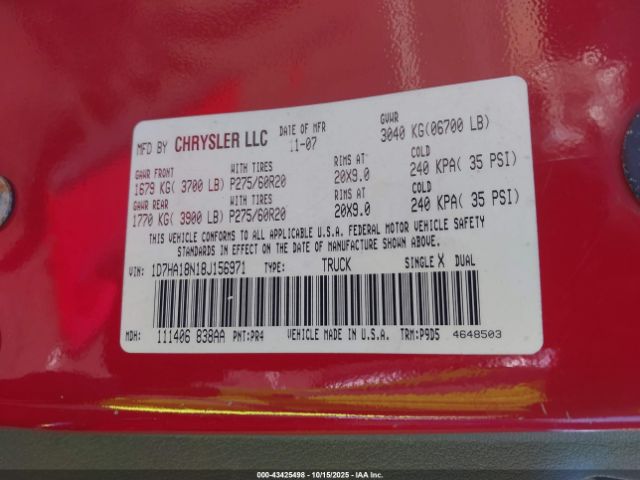 MFD BY CHRYSLER LLC DATE OF MFR 11-07 GVWR 3040 KG(06700 LB)
GAWR FRONT WITH TIRES RIMS AT COLD
1679 KG( 3700 LB) P275/60R20 20X9.0 240 KPA( 35 PSI)
GAWR REAR WITH TIRES RIMS AT COLD
1770 KG( 3900 LB) P275/60R20 20X9.0 240 KPA( 35 PSI)
THIS VEHICLE CONFORMS TO ALL APPLICABLE U.S.A. FEDERAL MOTOR VEHICLE SAFETY
STANDARDS IN EFFECT ON THE DATE OF MANUFACTURE SHOWN ABOVE.
VIN: 1D7HA18N18J156971 TYPE: TRUCK SINGLE X DUAL
MDH: 111406 838AA PNT:PR4 VEHICLE MADE IN U.S.A. TRM:P9D5 4648503
000-43425498 - 10/15/2025 - IAA Inc.